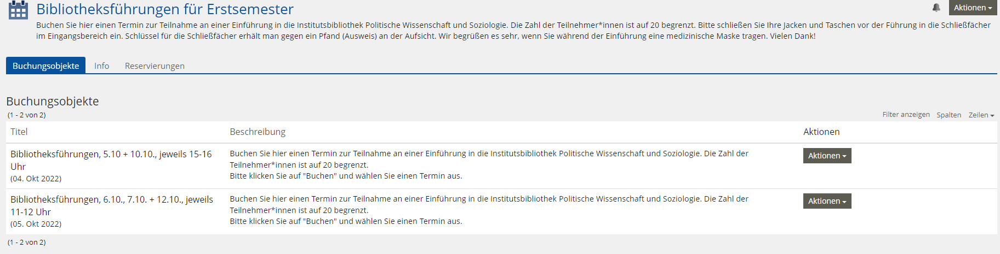 Bibliotheksführungen für Erstsemester
Aktionen
Buchen Sie hier einen Termin zur Teilnahme an einer Einführung in die Institutsbibliothek Politische Wissenschaft und Soziologie. Die Zahl der Teilnehmer*innen ist auf 20 begrenzt. Bitte schließen Sie Ihre Jacken und Taschen vor der Führung in die Schließfächer
im Eingangsbereich ein. Schlüssel für die Schließfächer erhält man gegen ein Pfand (Ausweis) an der Aufsicht. Wir begrüßen es sehr, wenn Sie während der Einführung eine medizinische Maske tragen. Vielen Dank!
Buchungsobjekte Info Reservierungen
Buchungsobjekte
(1 - 2 von 2)
Filter anzeigen Spalten Zeilen
Titel Beschreibung Aktionen
Bibliotheksführungen, 5.10 + 10.10., jeweils 15-16
Uhr
(04. Okt 2022)
Buchen Sie hier einen Termin zur Teilnahme an einer Einführung in die Institutsbibliothek Politische Wissenschaft und Soziologie. Die Zahl der
Teilnehmer*innen ist auf 20 begrenzt.
Bitte klicken Sie auf "Buchen" und wählen Sie einen Termin aus.
Aktionen
Bibliotheksführungen, 6.10., 7.10. + 12.10., jeweils
11-12 Uhr
(05. Okt 2022)
Buchen Sie hier einen Termin zur Teilnahme an einer Einführung in die Institutsbibliothek Politische Wissenschaft und Soziologie. Die Zahl der
Teilnehmer*innen ist auf 20 begrenzt.
Bitte klicken Sie auf "Buchen" und wählen Sie einen Termin aus.
Aktionen
(1 - 2 von 2)